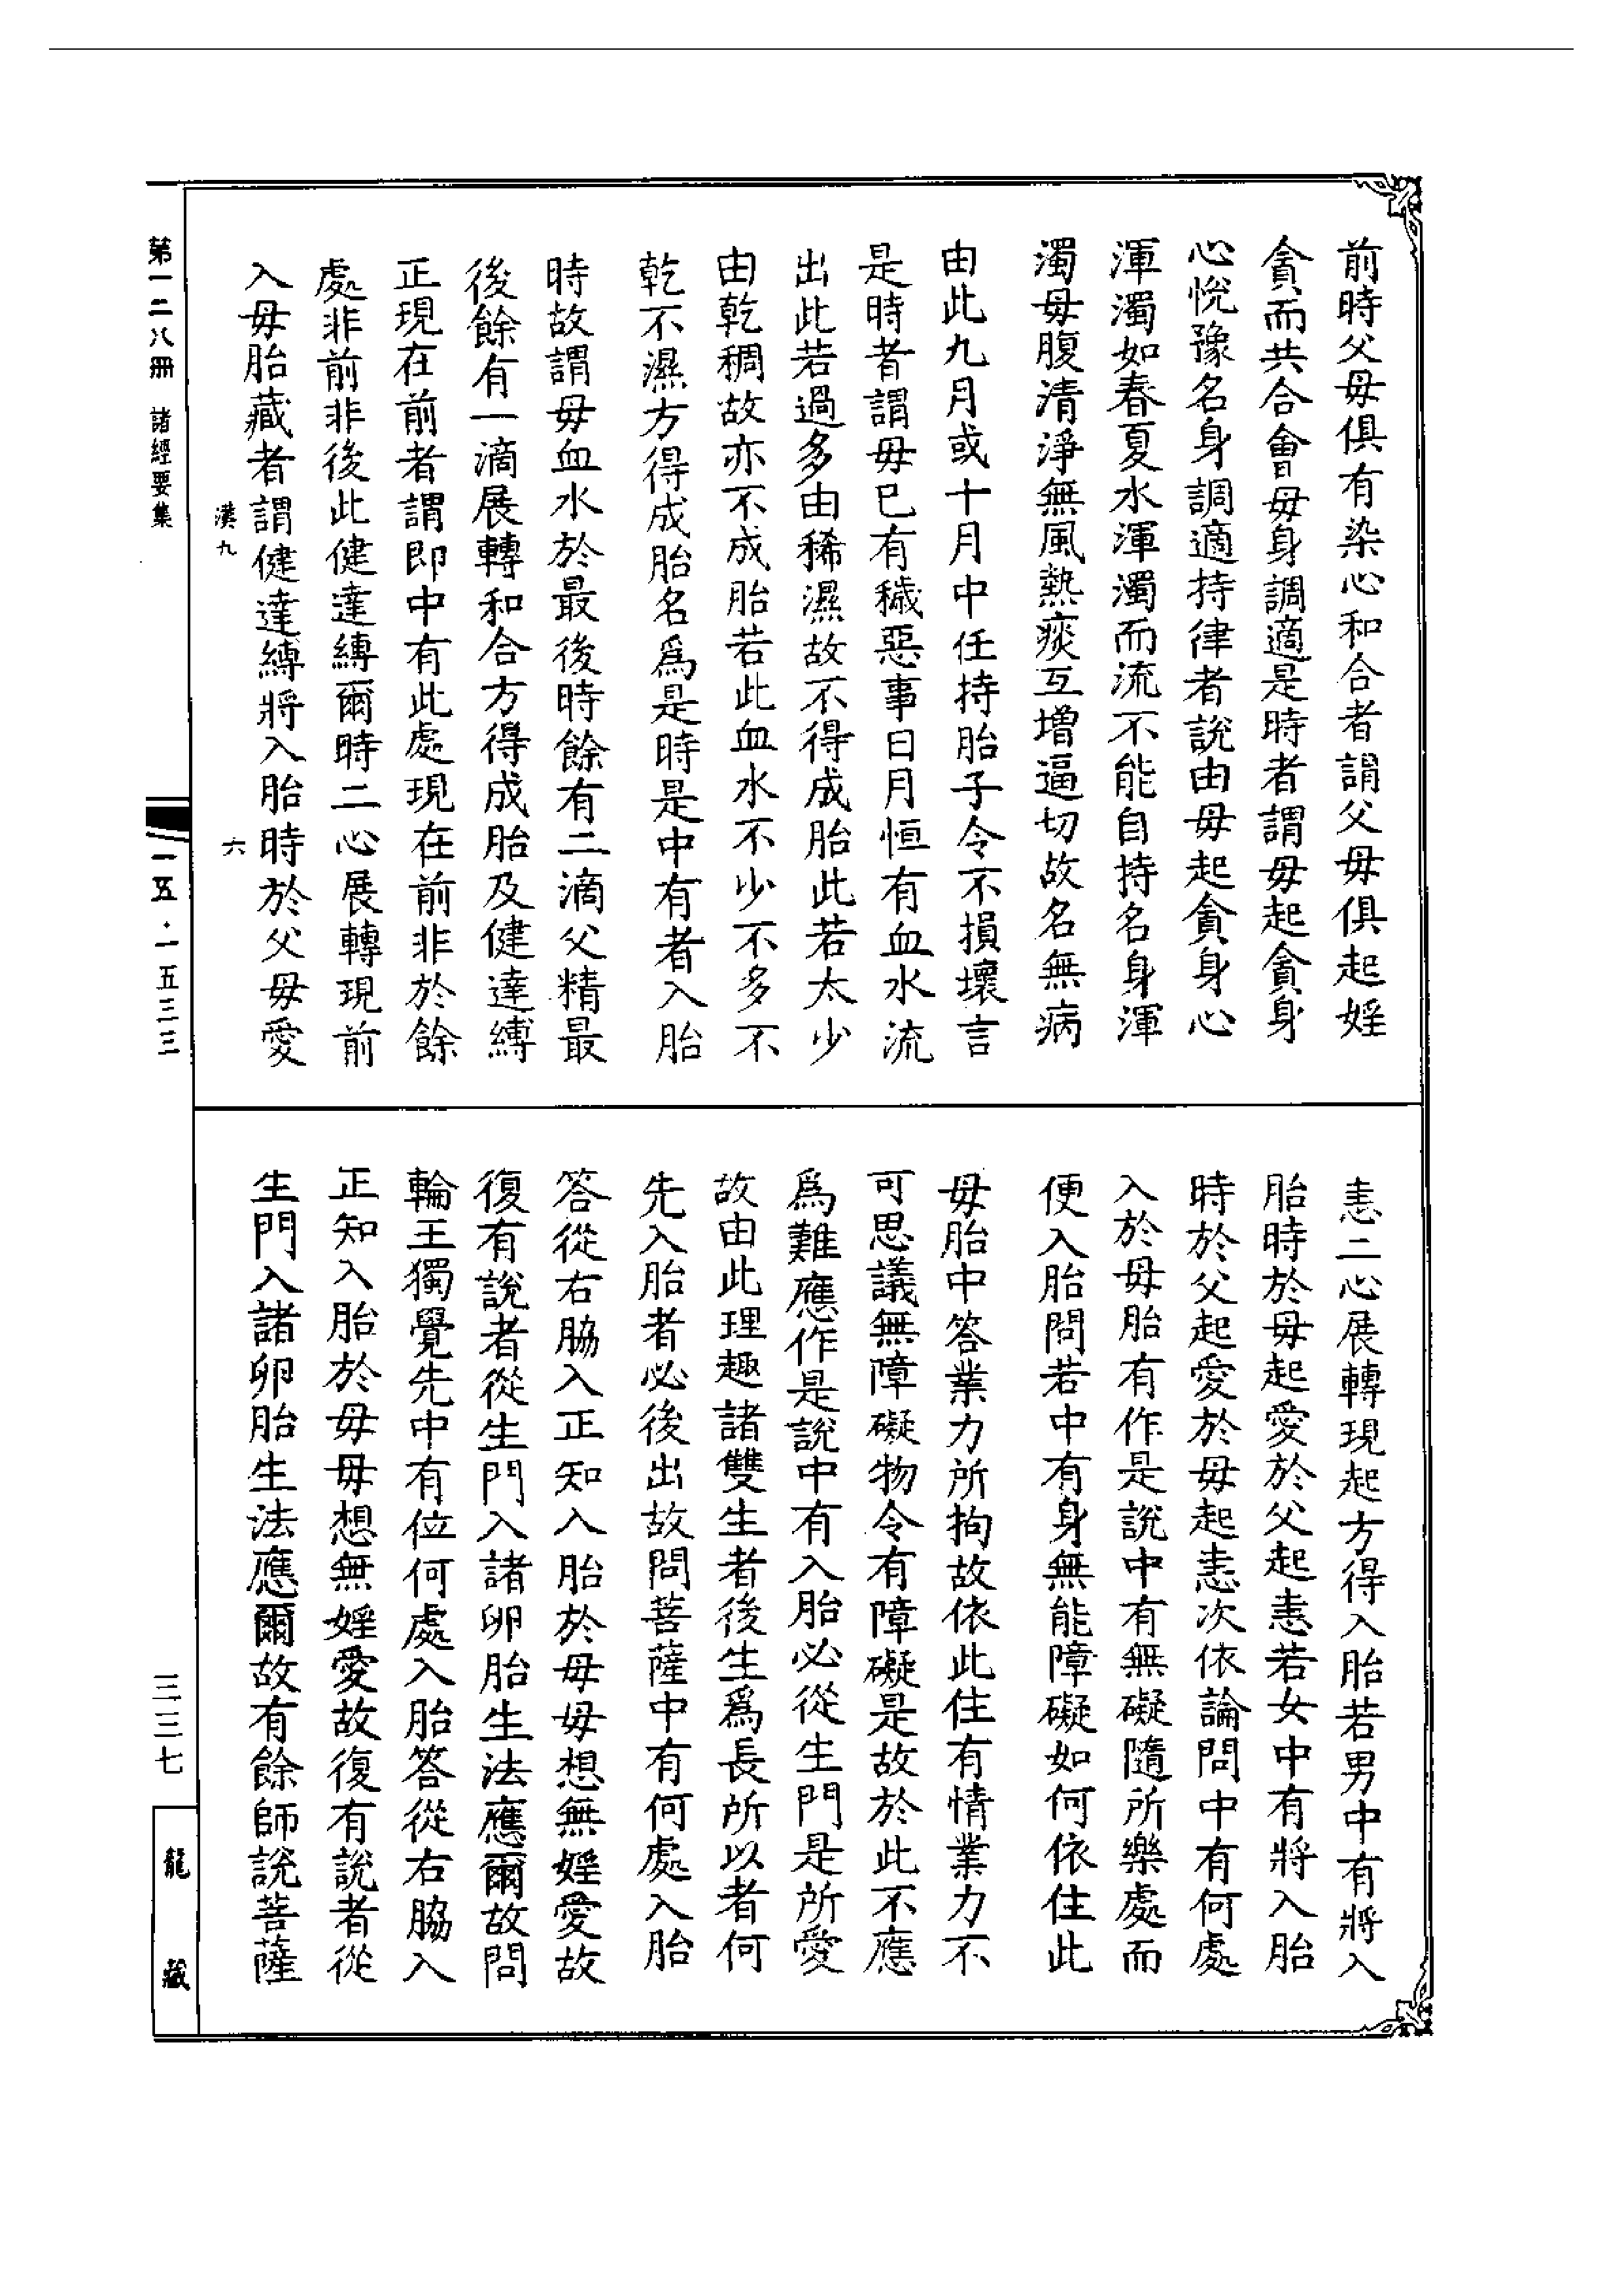 前時父母俱有染心和合者謂父母俱起婬
貪而共合會母身調適是時者謂母起貪身
心悅豫名身調適持律者說由母起貪身心
渾濁如春夏水渾濁而流不能自持名身渾
濁母腹清淨無風熱痰互增逼切故名無病
由此九月或十月中任持胎子令不損壞言
是時者謂母巳有穢惡事日月恒有血水流
出此若過多由稀濕故不得成胎此若太少
由乾稠故亦不成胎若此血水不少不多不
乾不濕方得成胎名為是時是中有者入胎
時故謂母血水於最後時餘有二滴父精最
後餘有一滴展轉和合方得成胎及健達縛
正現在前者謂即中有此處現在前非於餘
處非前非後此健達縛爾時二心展轉現前
入母胎藏者謂健達縛將入胎時於父母愛
恚二心展轉現起方得入胎若男中有將入
胎時於母起愛於父起恚若女中有將入胎
時於父起愛於母起恚次依論問中有何處
入於母胎有作是說中有無礙隨所樂處而
便入胎問若中有身無能障礙如何依住此
母胎中答業力所拘故依此住有情業力不
可思議無障礙物令有障礙是故於此不應
為難應作是說中有入胎必從生門是所愛
故由此理趣諸雙生者後生為長所以者何
先入胎者必後出故問菩薩中有何處入胎
答從右脇入正知入胎於母母想無婬愛故
復有說者從生門入諸卵胎生法應爾故問
輪王獨覺先中有位何處入胎答從右脇入
正知入胎於母母想無婬愛故復有說者從
生門入諸卵胎生法應爾故有餘師說菩薩
漢九
六
第一二八冊 諸經要集
一五·一五三三
三三七
龍藏